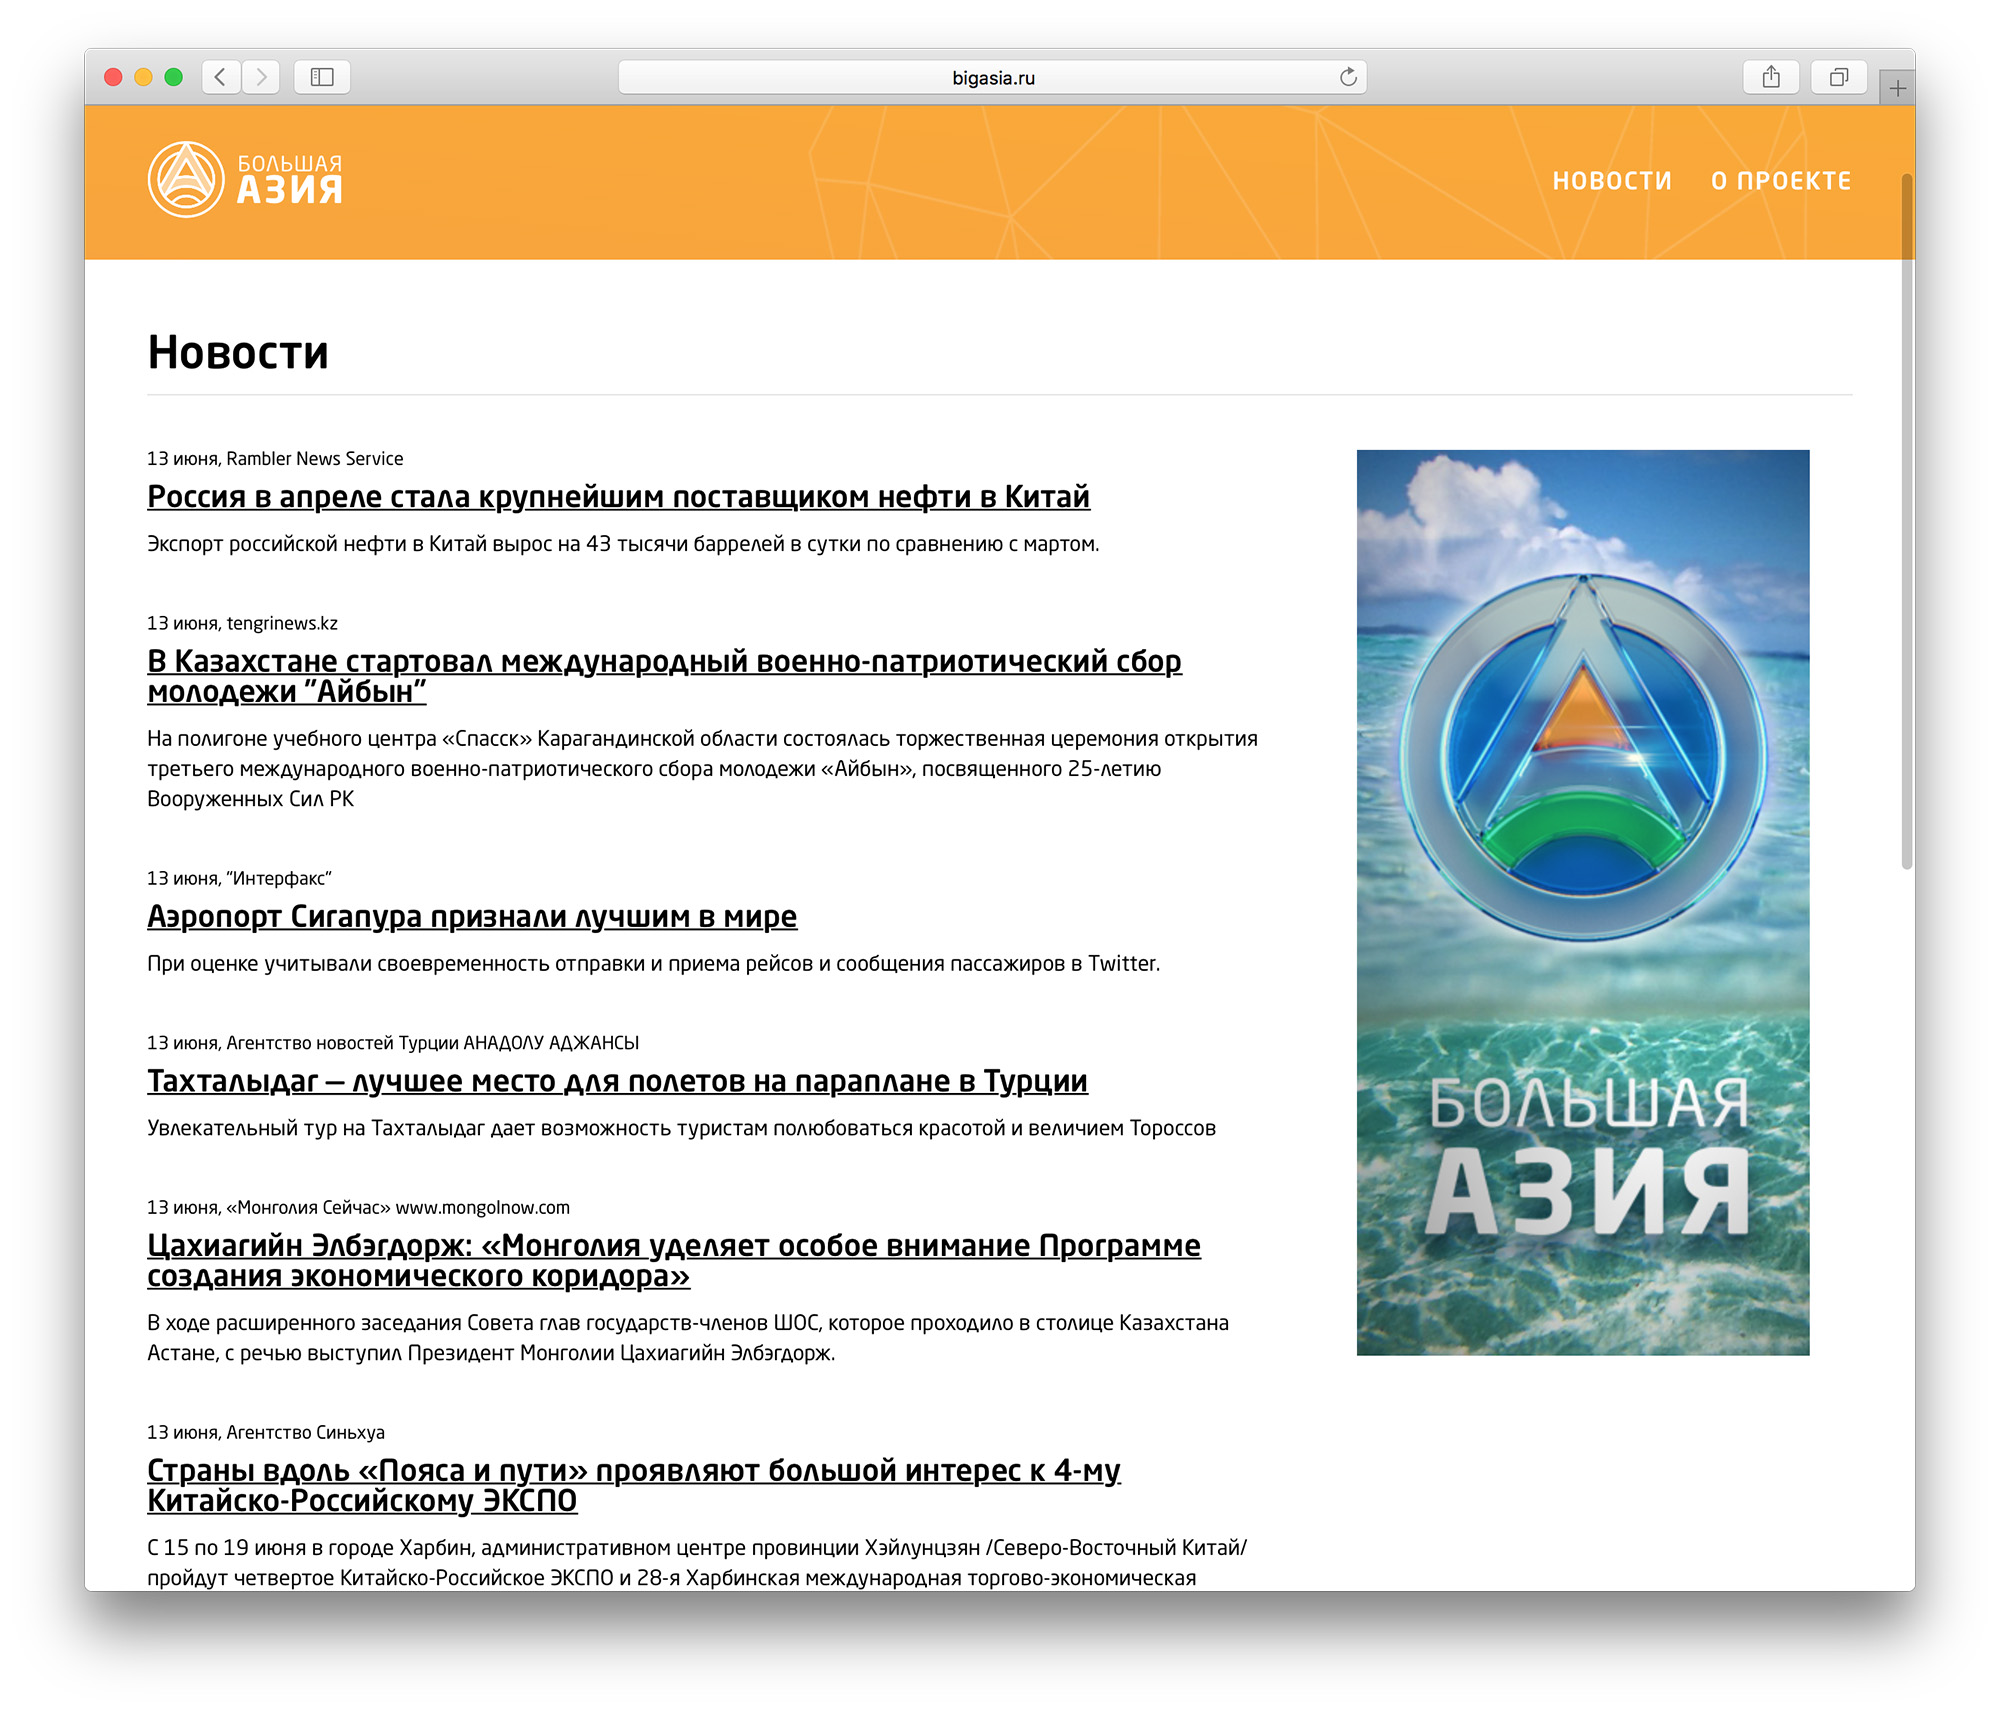 bigasia.ru
БОЛЬШАЯ
АЗИЯ
НОВОСТИ О ПРОЕКТЕ
Новости
13 июня, Rambler News Service
Россия в апреле стала крупнейшим поставщиком нефти в Китай
Экспорт российской нефти в Китай вырос на 43 тысячи баррелей в сутки по сравнению с мартом.
13 июня, tengrinews.kz
В Казахстане стартовал международный военно-патриотический сбор
молодежи "Айбын"
На полигоне учебного центра «Спасск» Карагандинской области состоялась торжественная церемония открытия
третьего международного военно-патриотического сбора молодежи «Айбын», посвященного 25-летию
Вооруженных Сил РК
13 июня, "Интерфакс"
Аэропорт Сигапура признали лучшим в мире
При оценке учитывали своевременность отправки и приема рейсов и сообщения пассажиров в Twitter.
13 июня, Агентство новостей Турции АНАДОЛУ АДЖАНСЫ
Тахталыдаг – лучшее место для полетов на параплане в Турции
Увлекательный тур на Тахталыдаг дает возможность туристам полюбоваться красотой и величием Тороссов
13 июня, «Монголия Сейчас» www.mongolnow.com
Цахиагийн Элбэгдорж: «Монголия уделяет особое внимание Программе
создания экономического коридора»
В ходе расширенного заседания Совета глав государств-членов ШОС, которое проходило в столице Казахстана
Астане, с речью выступил Президент Монголии Цахиагийн Элбэгдорж.
13 июня, Агентство Синьхуа
Страны вдоль «Пояса и пути» проявляют большой интерес к 4-му
Китайско-Российскому ЭКСПО
С 15 по 19 июня в городе Харбин, административном центре провинции Хэйлунцзян /Северо-Восточный Китай/
пройдут четвертое Китайско-Российское ЭКСПО и 28-я Харбинская международная торгово-экономическая
БОЛЬШАЯ
АЗИЯ